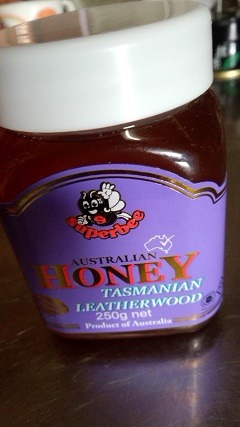 superbee
AUSTRALIAN
HONEY
TASMANIAN
LEATHERWOOD
250g net
Product of Australia